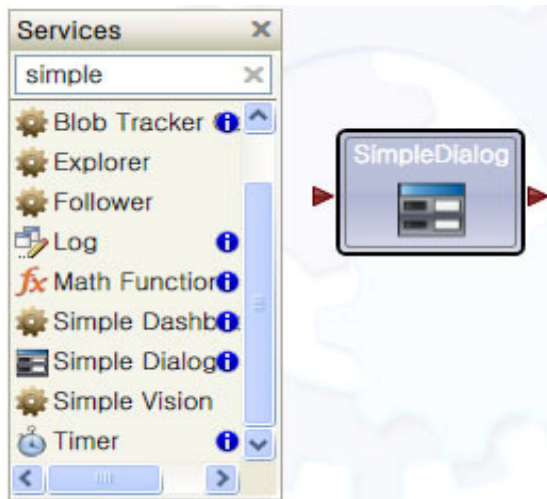 Services
simple
Blob Tracker
Explorer
Follower
Log
Math Function
Simple Dashb
Simple Dialog
Simple Vision
Timer
SimpleDialog